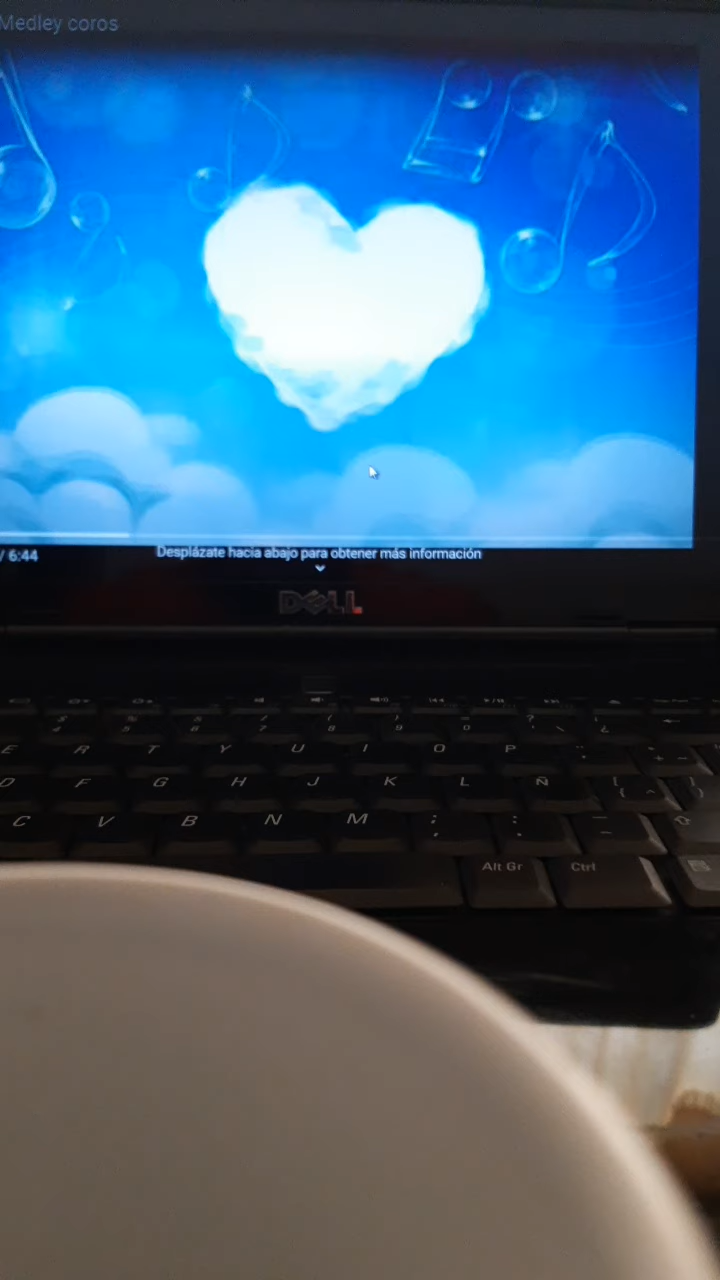 Medley coros
/ 6:44
Desplázate hacia abajo para obtener más información
DELL
E R T Y U I O P
D F G H J K L Ñ
C V B N M ; , : . _ -
Alt Gr Ctrl